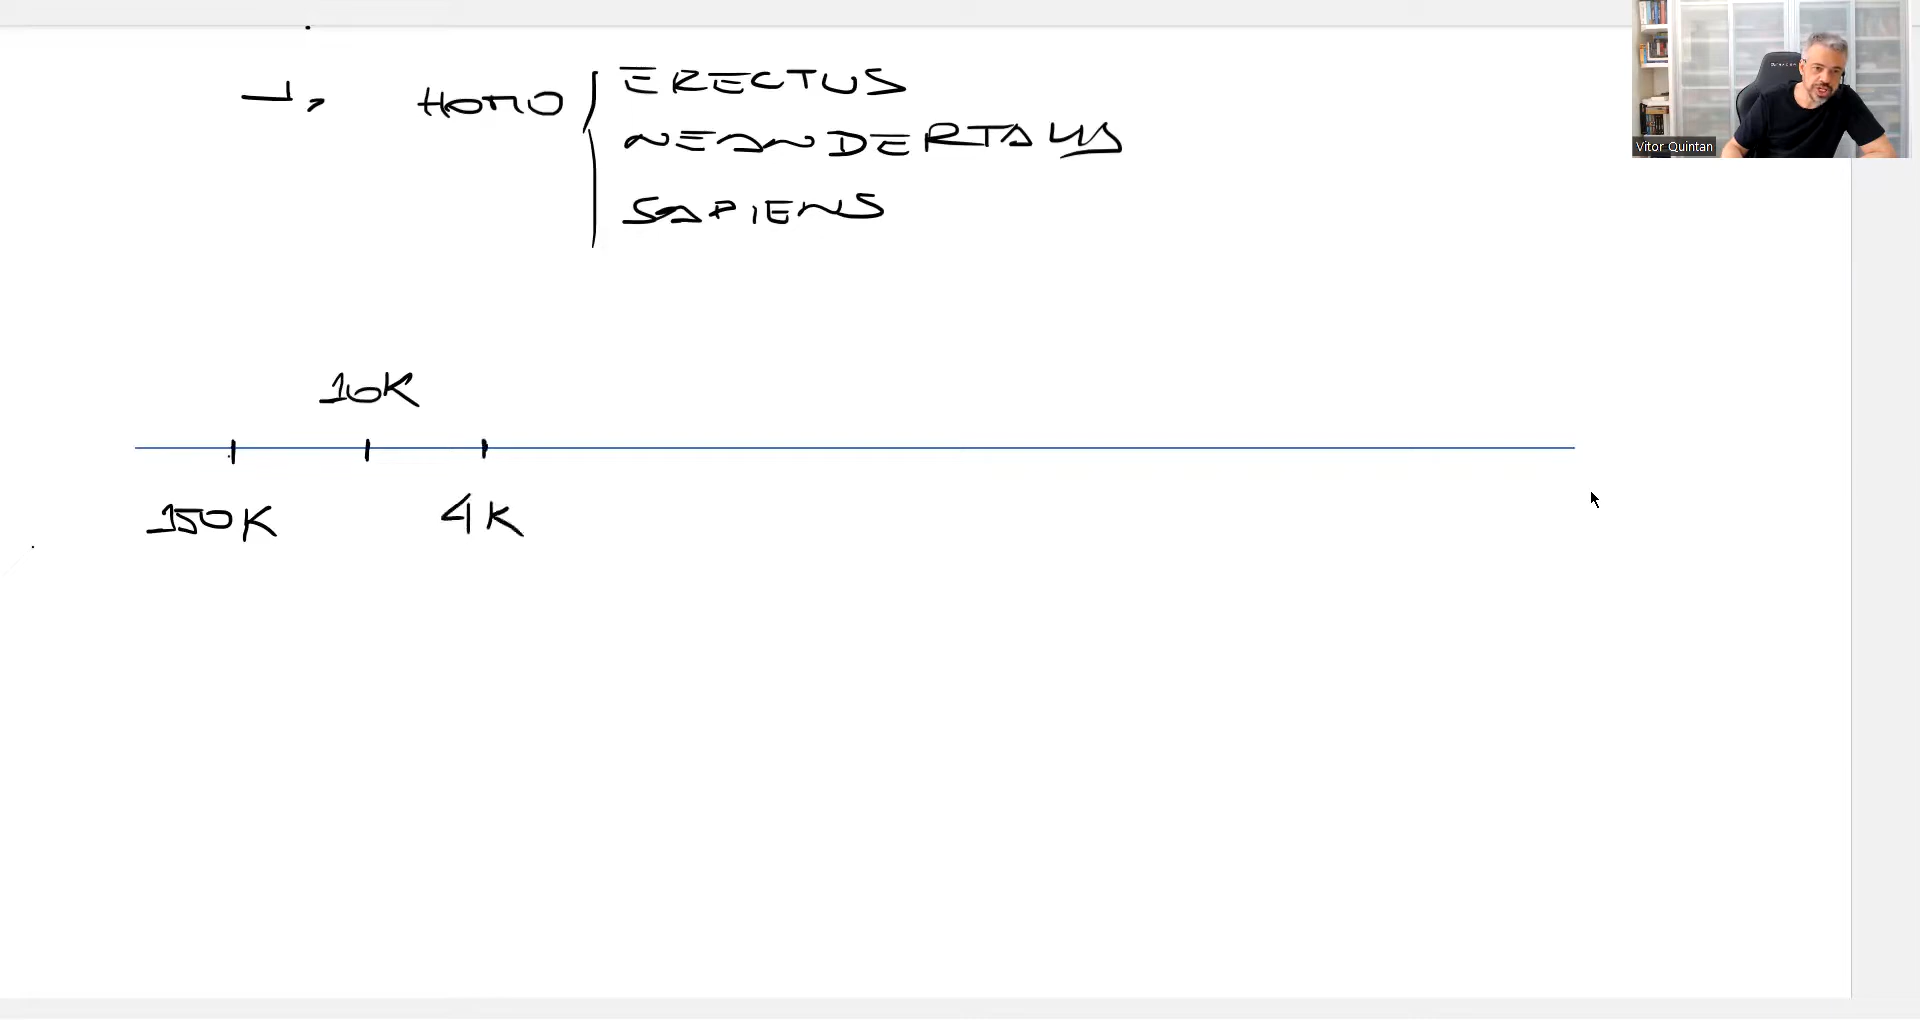 HOMO
ERECTUS
NEANDERTALIS
SAPIENS
10K
150K
4K
Vitor Quintan